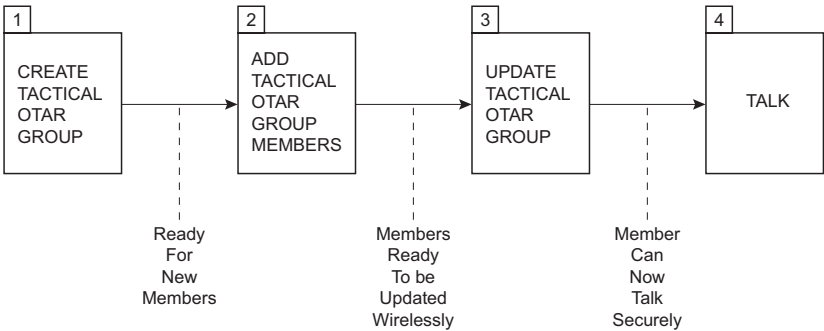 1
CREATE
TACTICAL
OTAR
GROUP
2
ADD
TACTICAL
OTAR
GROUP
MEMBERS
3
UPDATE
TACTICAL
OTAR
GROUP
4
TALK
Ready
For
New
Members
Members
Ready
To be
Updated
Wirelessly
Member
Can
Now
Talk
Securely